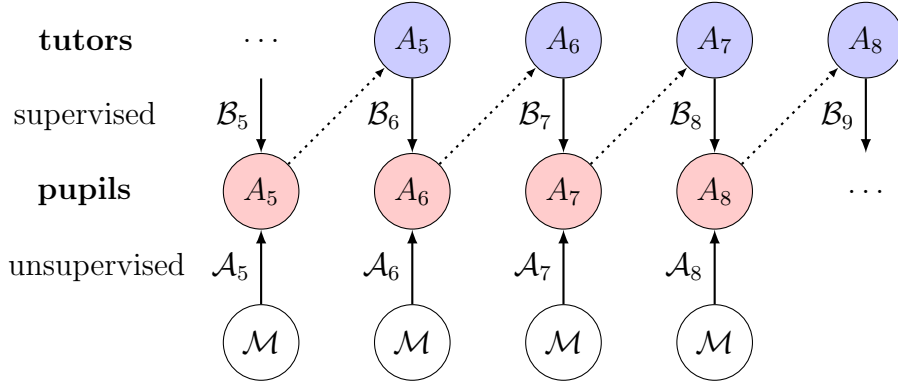 tutors ⋯ A₅ A₆ A₇ A₈
supervised ℬ₅ ℬ₆ ℬ₇ ℬ₈ ℬ₉
pupils A₅ A₆ A₇ A₈ ⋯
unsupervised 𝒜₅ 𝒜₆ 𝒜₇ 𝒜₈
ℳ ℳ ℳ ℳ